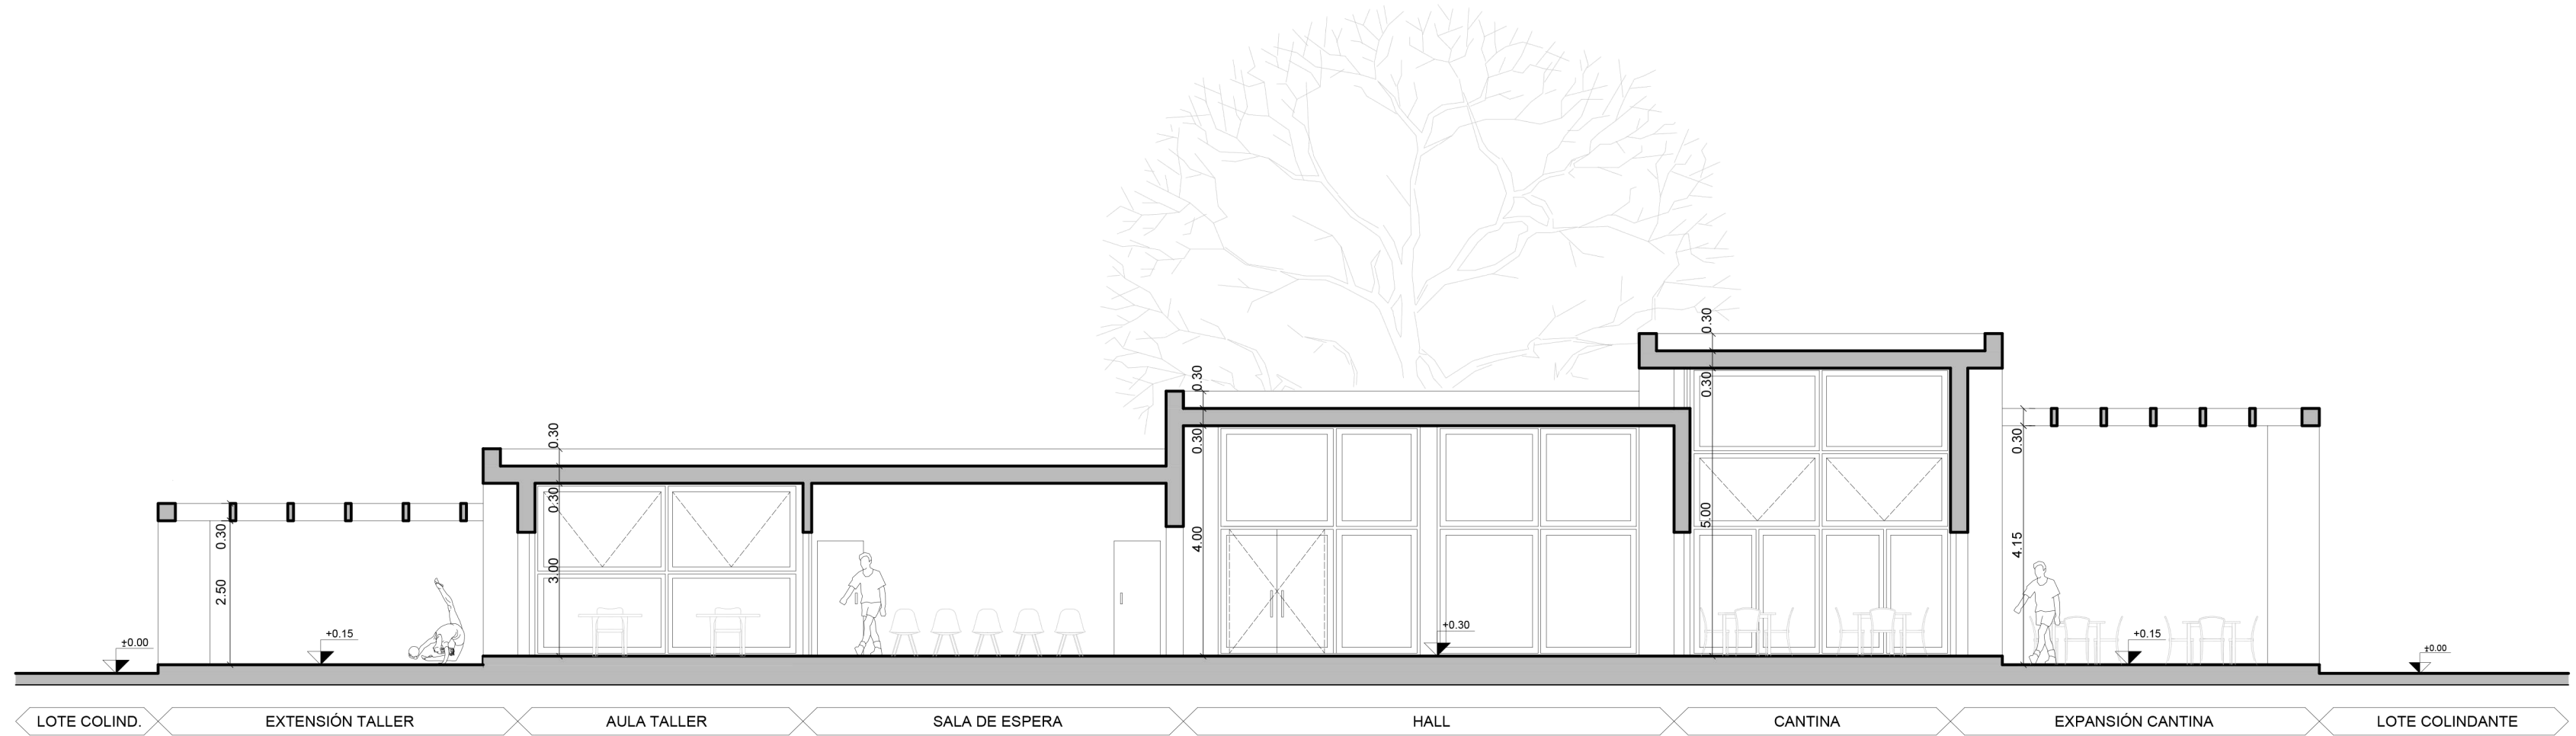 0.30
0.30
0.30
0.30
0.30
0.30
0.30
0.30
0.30
2.50
3.00
4.00
5.00
4.15
+0.00
+0.15
+0.30
+0.15
+0.00
LOTE COLIND.
EXTENSIÓN TALLER
AULA TALLER
SALA DE ESPERA
HALL
CANTINA
EXPANSIÓN CANTINA
LOTE COLINDANTE